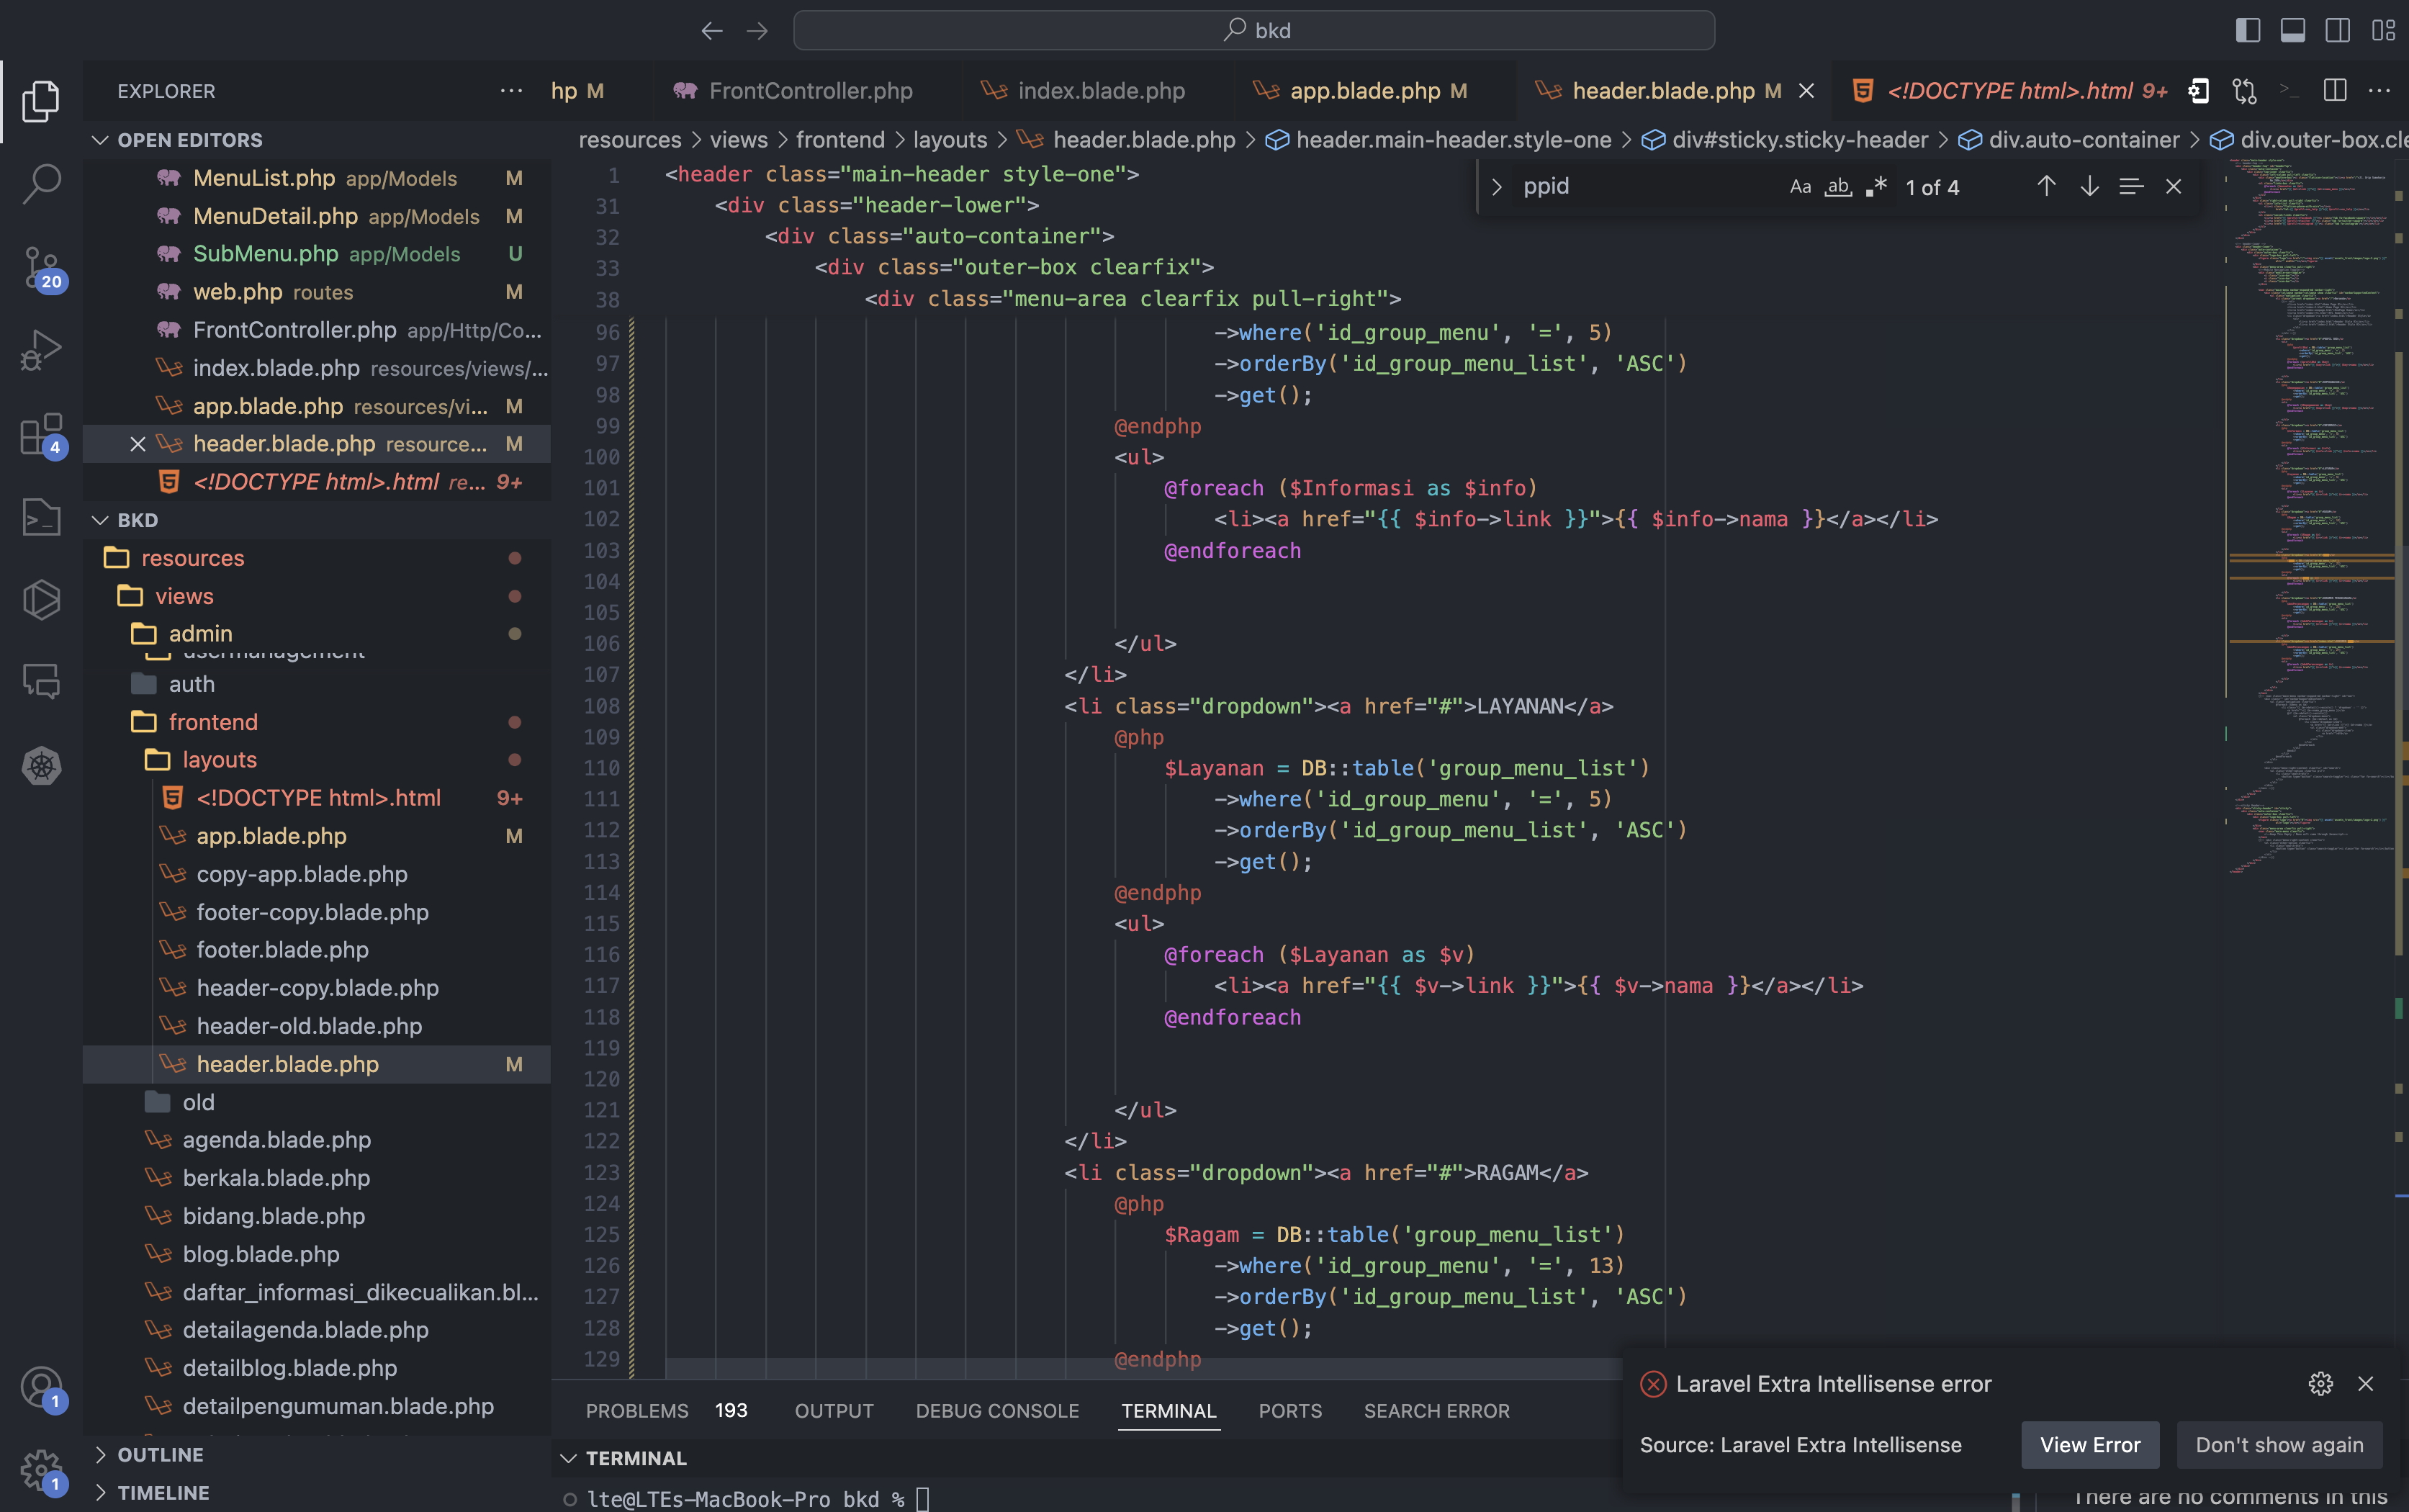 bkd
EXPLORER
OPEN EDITORS
MenuList.php app/Models M
MenuDetail.php app/Models M
SubMenu.php app/Models U
web.php routes M
FrontController.php app/Http/Co...
index.blade.php resources/views/...
app.blade.php resources/vi... M
header.blade.php resource... M
<!DOCTYPE html>.html re... 9+
BKD
resources
views
admin
usermanagement
auth
frontend
layouts
<!DOCTYPE html>.html 9+
app.blade.php M
copy-app.blade.php
footer-copy.blade.php
footer.blade.php
header-copy.blade.php
header-old.blade.php
header.blade.php M
old
agenda.blade.php
berkala.blade.php
bidang.blade.php
blog.blade.php
daftar_informasi_dikecualikan.bl...
detailagenda.blade.php
detailblog.blade.php
detailpengumuman.blade.php
OUTLINE
TIMELINE
20
4
1
1
hp M FrontController.php index.blade.php app.blade.php M header.blade.php M <!DOCTYPE html>.html 9+
resources > views > frontend > layouts > header.blade.php > header.main-header.style-one > div#sticky.sticky-header > div.auto-container > div.outer-box.cle
ppid Aa ab 1 of 4
1 <header class="main-header style-one">
31 <div class="header-lower">
32 <div class="auto-container">
33 <div class="outer-box clearfix">
38 <div class="menu-area clearfix pull-right">
96 ->where('id_group_menu', '=', 5)
97 ->orderBy('id_group_menu_list', 'ASC')
98 ->get();
99 @endphp
100 <ul>
101 @foreach ($Informasi as $info)
102 <li><a href="{{ $info->link }}">{{ $info->nama }}</a></li>
103 @endforeach
104
105
106 </ul>
107 </li>
108 <li class="dropdown"><a href="#">LAYANAN</a>
109 @php
110 $Layanan = DB::table('group_menu_list')
111 ->where('id_group_menu', '=', 5)
112 ->orderBy('id_group_menu_list', 'ASC')
113 ->get();
114 @endphp
115 <ul>
116 @foreach ($Layanan as $v)
117 <li><a href="{{ $v->link }}">{{ $v->nama }}</a></li>
118 @endforeach
119
120
121 </ul>
122 </li>
123 <li class="dropdown"><a href="#">RAGAM</a>
124 @php
125 $Ragam = DB::table('group_menu_list')
126 ->where('id_group_menu', '=', 13)
127 ->orderBy('id_group_menu_list', 'ASC')
128 ->get();
129 @endphp
PROBLEMS 193 OUTPUT DEBUG CONSOLE TERMINAL PORTS SEARCH ERROR
TERMINAL
lte@LTEs-MacBook-Pro bkd %
Laravel Extra Intellisense error
Source: Laravel Extra Intellisense
View Error
Don't show again
There are no comments in this